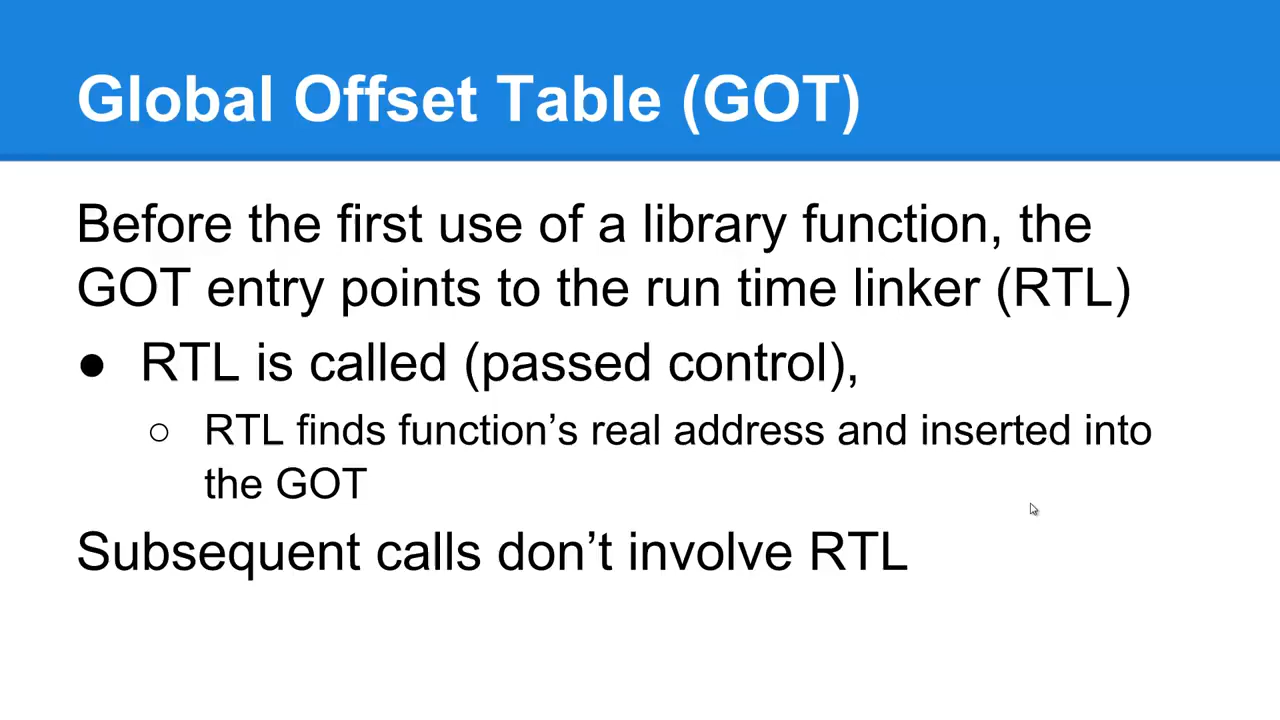 Global Offset Table (GOT)
Before the first use of a library function, the
GOT entry points to the run time linker (RTL)
● RTL is called (passed control),
○ RTL finds function’s real address and inserted into
the GOT
Subsequent calls don’t involve RTL